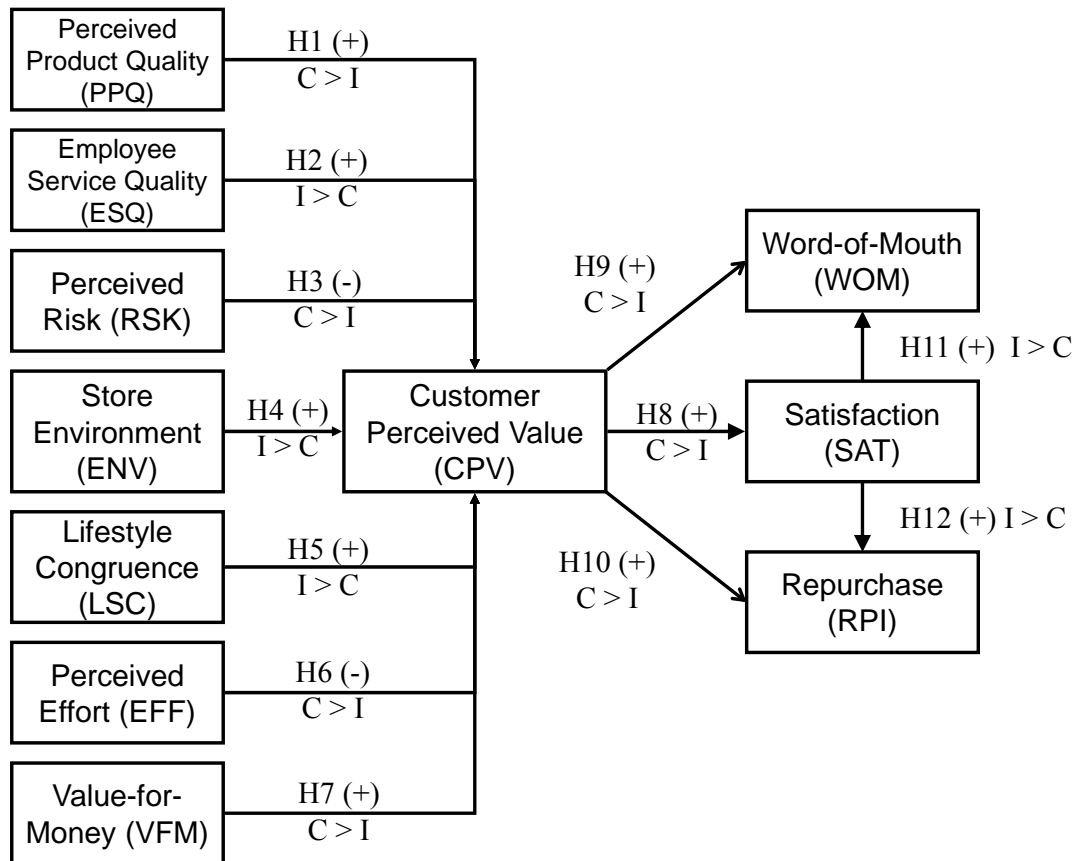 Perceived
Product Quality
(PPQ)
H1 (+)
C > I
Employee
Service Quality
(ESQ)
H2 (+)
I > C
Perceived
Risk (RSK)
H3 (-)
C > I
Store
Environment
(ENV)
H4 (+)
I > C
Lifestyle
Congruence
(LSC)
H5 (+)
I > C
Perceived
Effort (EFF)
H6 (-)
C > I
Value-for-
Money (VFM)
H7 (+)
C > I
Customer
Perceived Value
(CPV)
H9 (+)
C > I
H8 (+)
C > I
H10 (+)
C > I
Word-of-Mouth
(WOM)
H11 (+) I > C
Satisfaction
(SAT)
H12 (+) I > C
Repurchase
(RPI)